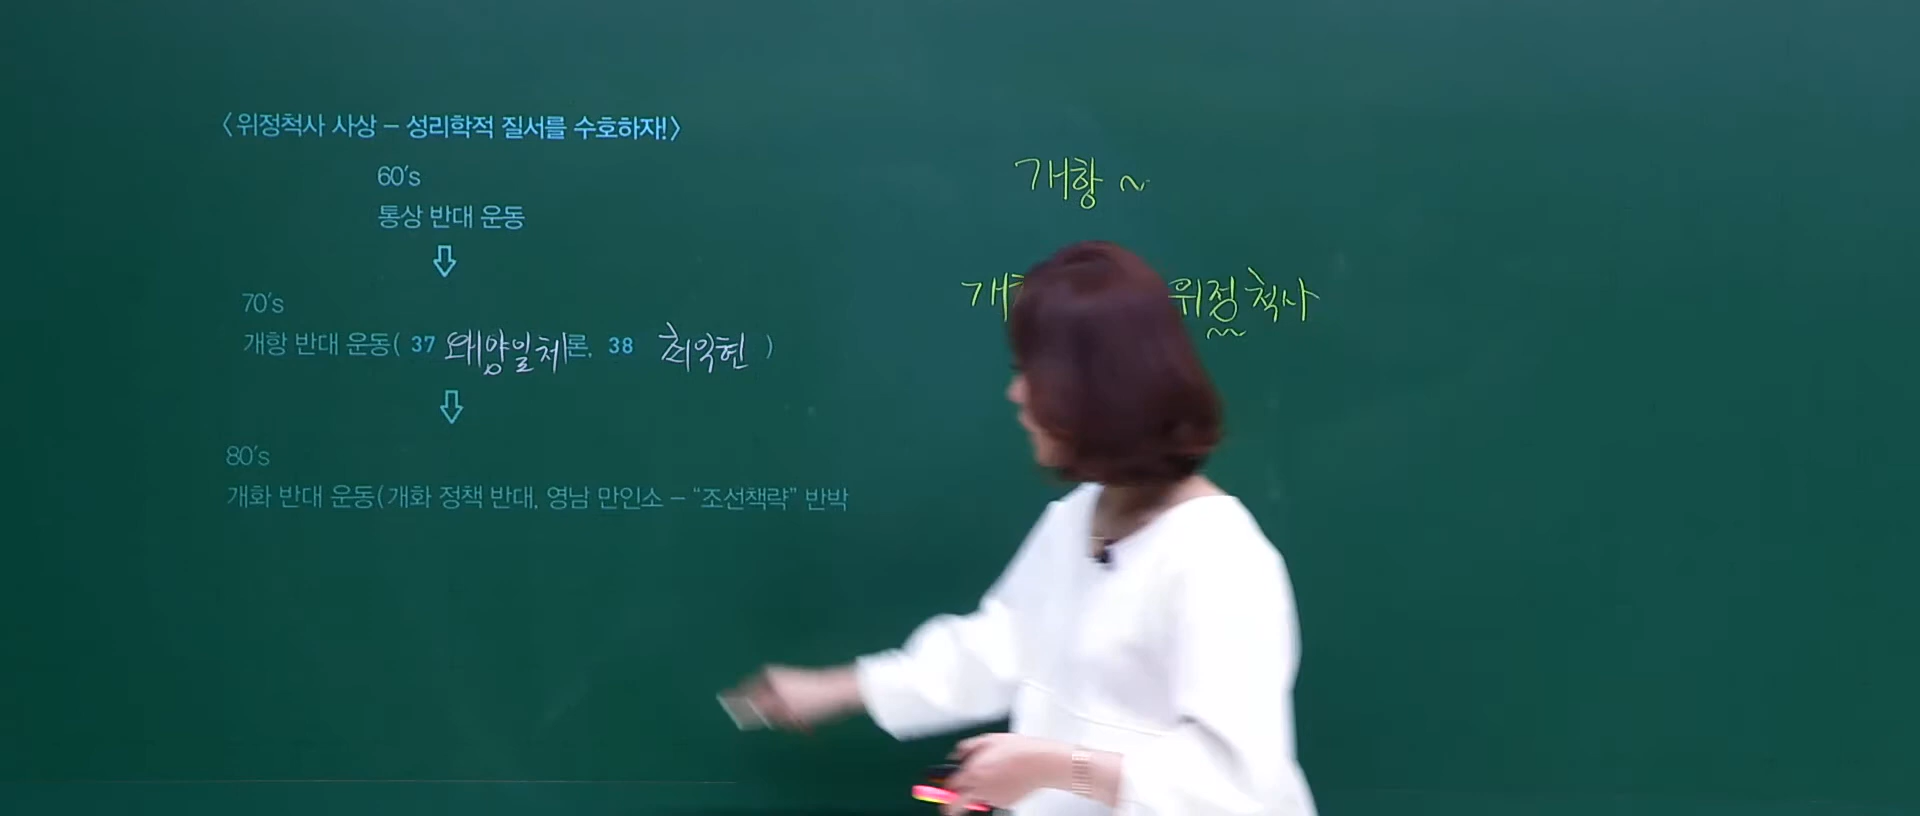 〈위정척사 사상 – 성리학적 질서를 수호하자!〉
60's
통상 반대 운동
70's
개항 반대 운동( 37 왜양일체론, 38 최익현 )
80's
개화 반대 운동(개화 정책 반대, 영남 만인소 – “조선책략” 반박
개항 ~
위정척사